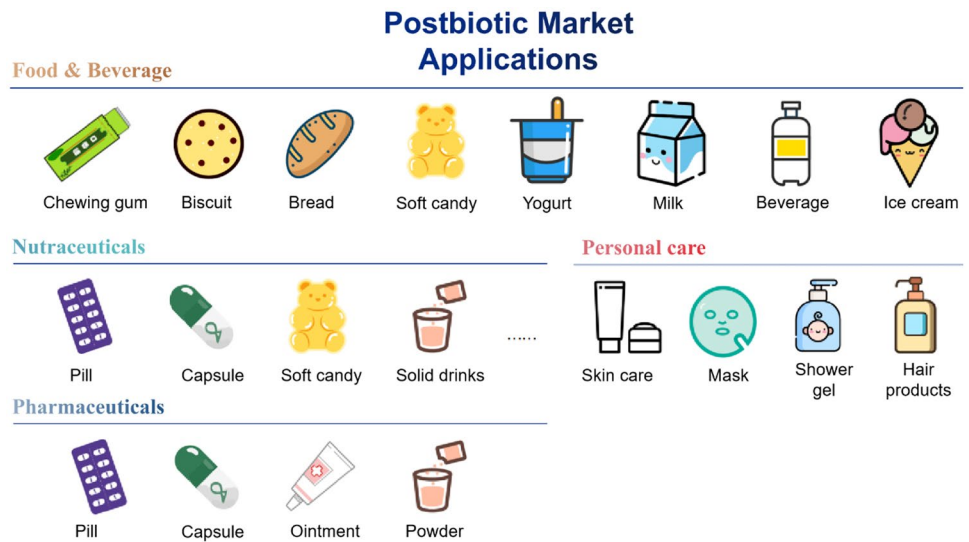 Postbiotic Market
Applications
Food & Beverage
Chewing gum
Biscuit
Bread
Soft candy
Yogurt
Milk
Beverage
Ice cream
Nutraceuticals
Pill
Capsule
Soft candy
Solid drinks
......
Personal care
Skin care
Mask
Shower
gel
Hair
products
Pharmaceuticals
Pill
Capsule
Ointment
Powder